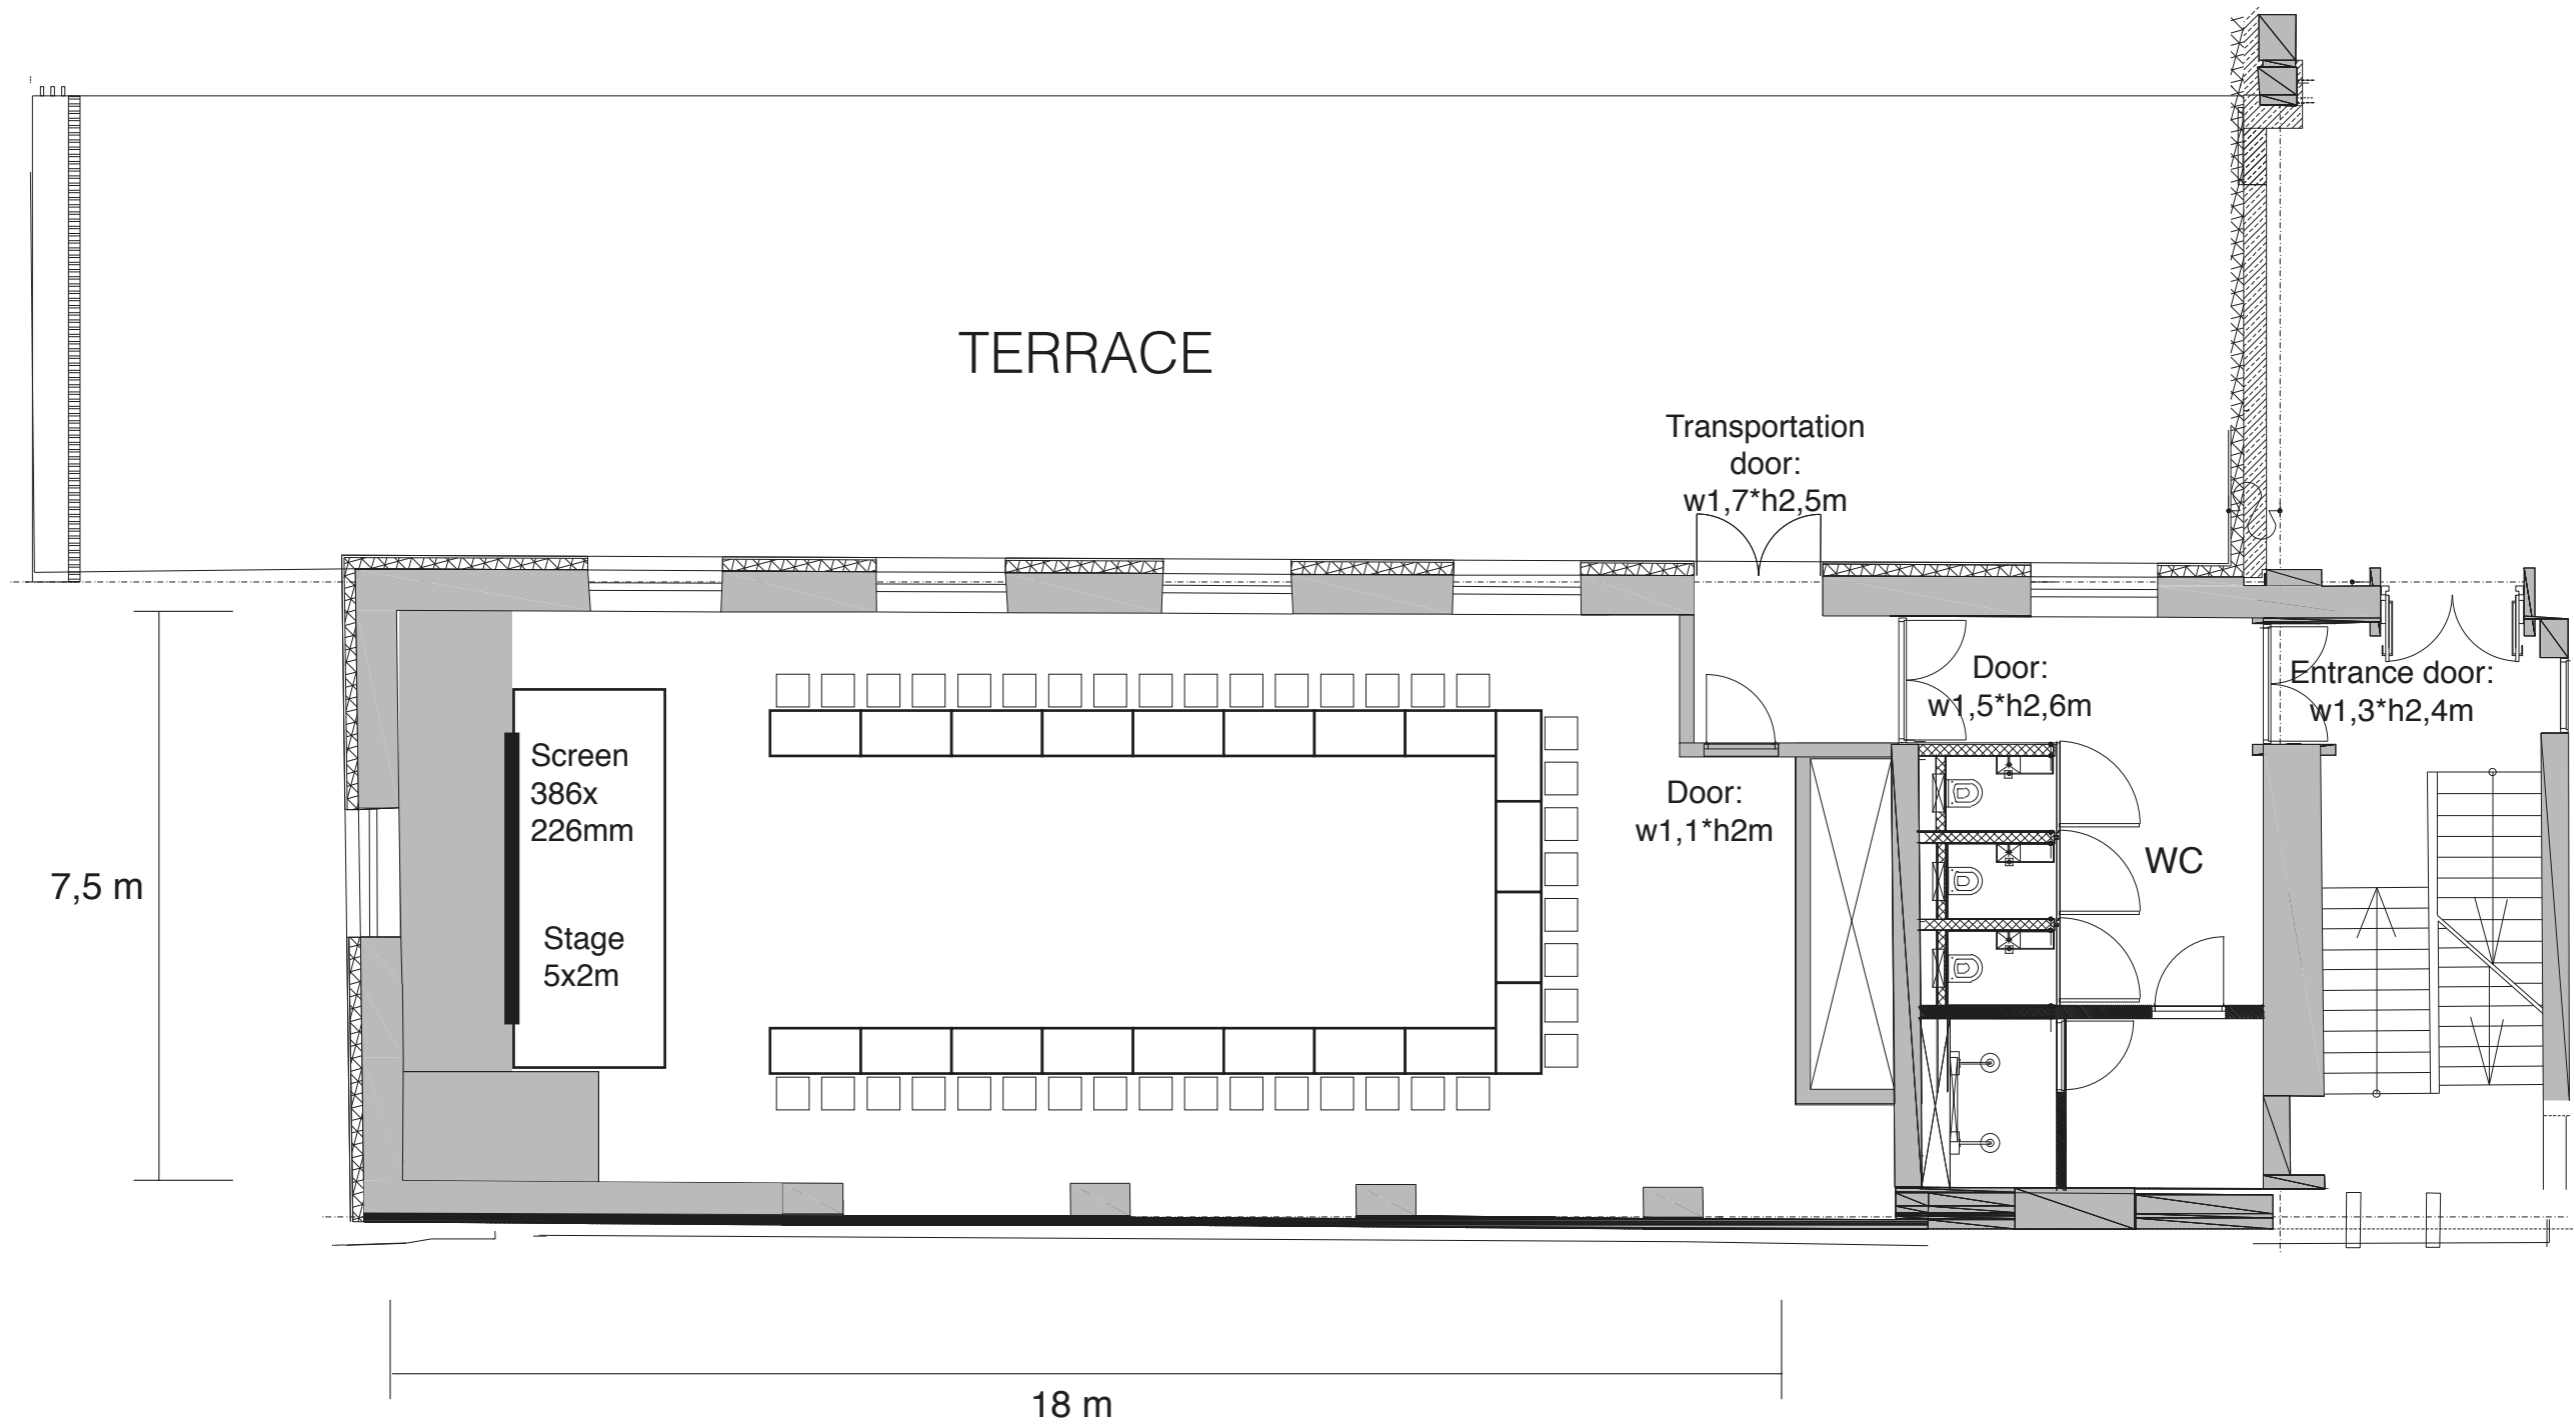 TERRACE
Transportation
door:
w1,7*h2,5m
Door:
w1,5*h2,6m
Entrance door:
w1,3*h2,4m
Screen
386x
226mm
Door:
w1,1*h2m
WC
7,5 m
Stage
5x2m
18 m